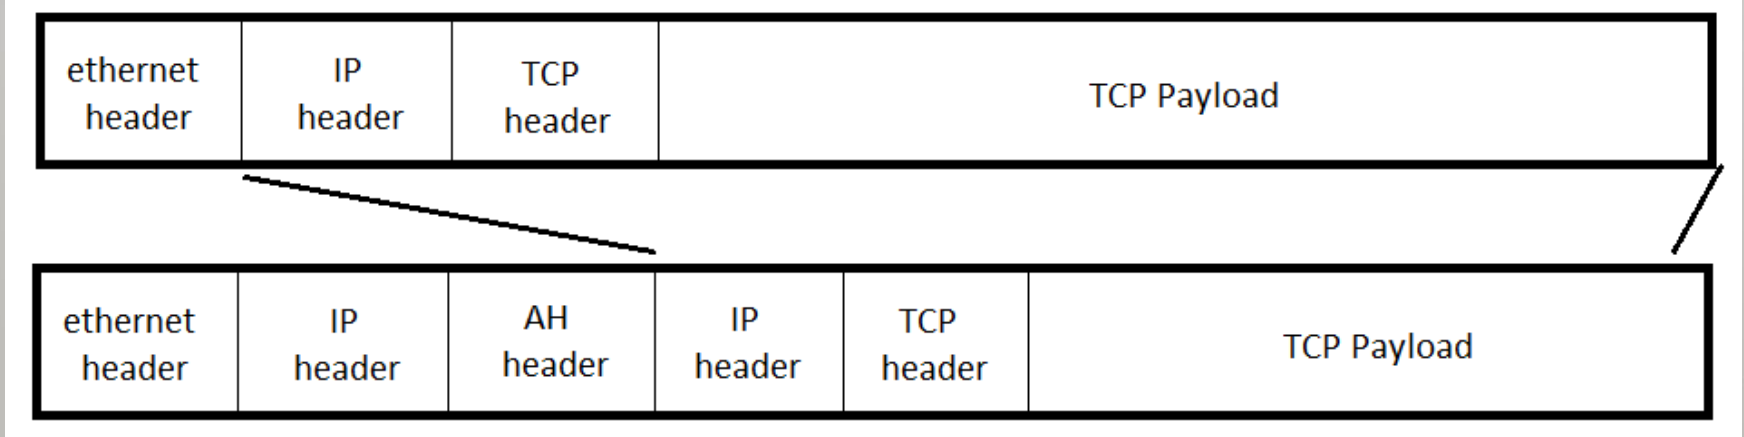 ethernet
header
IP
header
TCP
header
TCP Payload
ethernet
header
IP
header
AH
header
IP
header
TCP
header
TCP Payload